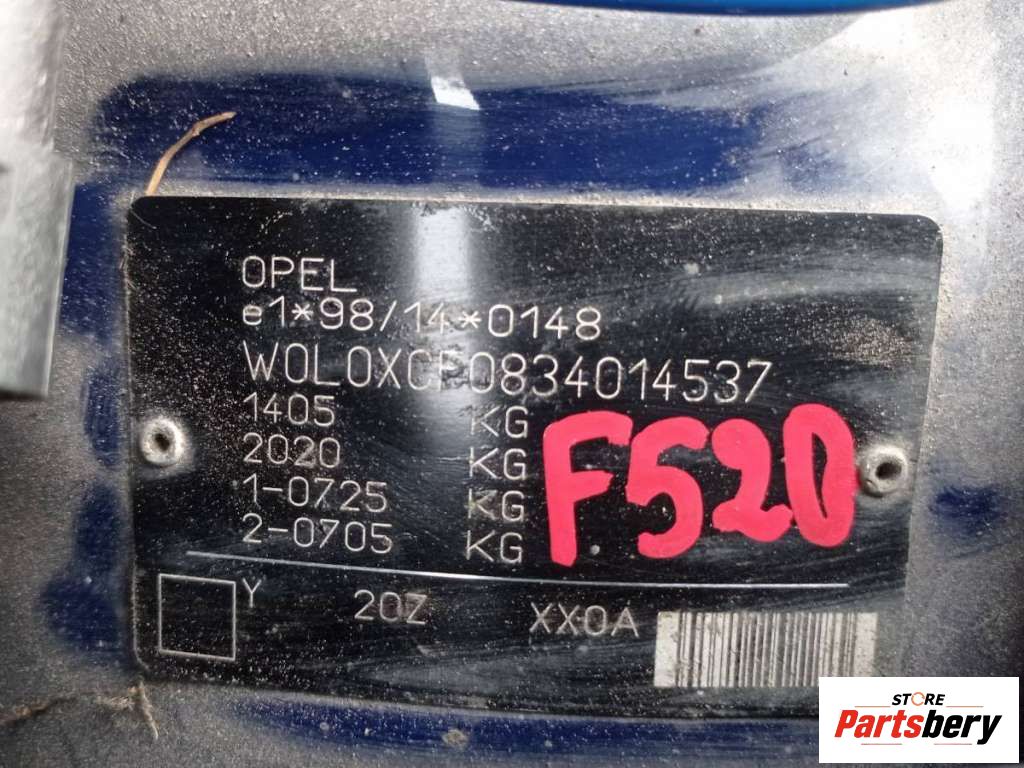 OPEL
e1*98/14*0148
W0L0XCF0834014537
1405 KG
2020 KG
1-0725 KG
2-0705 KG
F520
Y 20Z XX0A
STORE
Partsbery